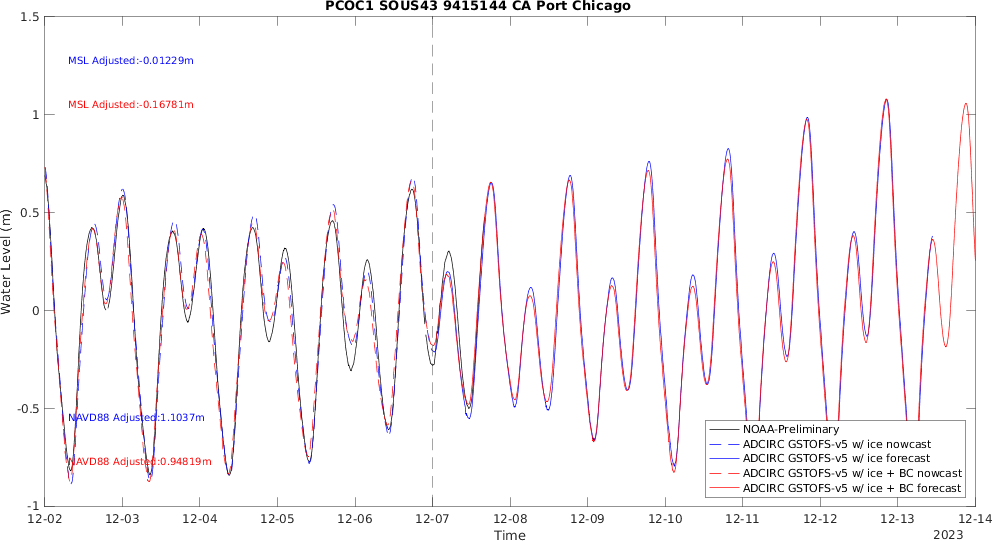 PCOC1 SOUS43 9415144 CA Port Chicago
1.5
MSL Adjusted:-0.01229m
MSL Adjusted:-0.16781m
1
0.5
0
-0.5
-1
Water Level (m)
NAVD88 Adjusted:1.1037m
NAVD88 Adjusted:0.94819m
NOAA-Preliminary
ADCIRC GSTOFS-v5 w/ ice nowcast
ADCIRC GSTOFS-v5 w/ ice forecast
ADCIRC GSTOFS-v5 w/ ice + BC nowcast
ADCIRC GSTOFS-v5 w/ ice + BC forecast
12-02 12-03 12-04 12-05 12-06 12-07 12-08 12-09 12-10 12-11 12-12 12-13 12-14
Time
2023